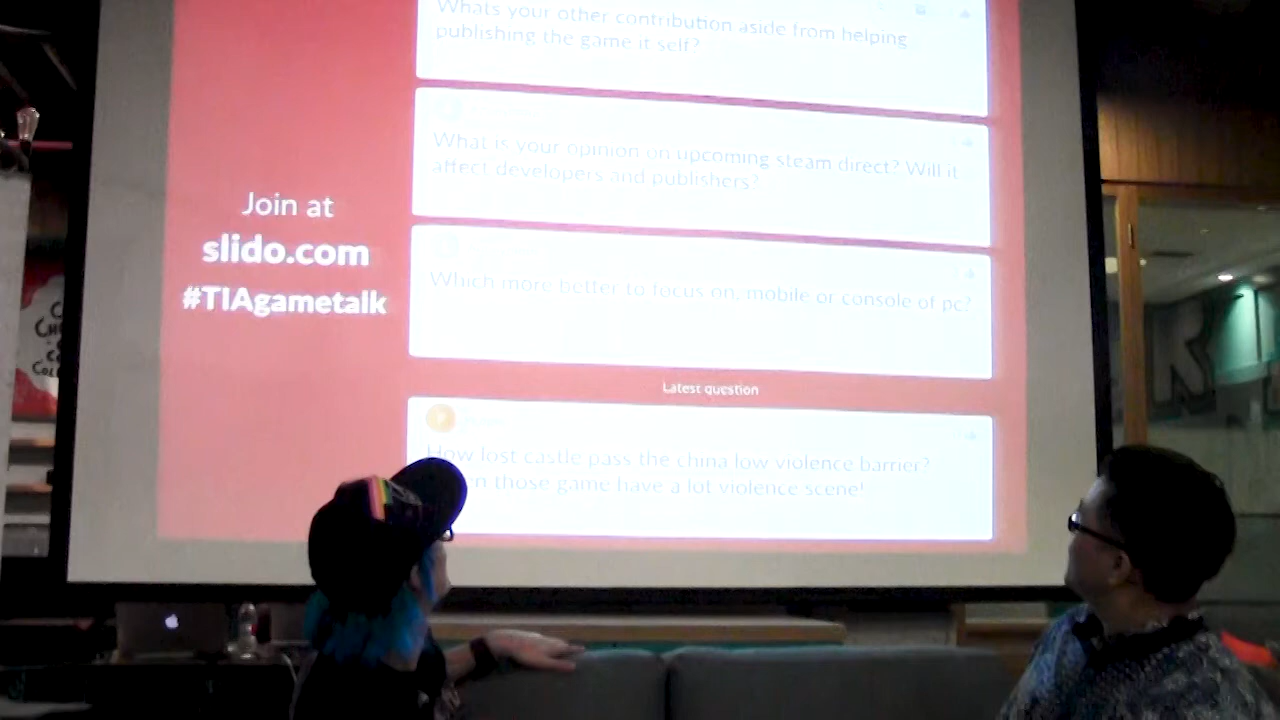 Whats your other contribution aside from helping
publishing the game it self?
What is your opinion on upcoming steam direct? Will it
affect developers and publishers?
Join at
slido.com
#TIAgametalk
Which more better to focus on, mobile or console of pc?
Latest question
How lost castle pass the china low violence barrier?
those game have a lot violence scene!